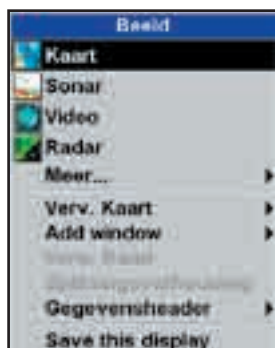 Beeld
Kaart
Sonar
Video
Radar
Meer...
Verv. Kaart
Add window
Gegevensheader
Save this display